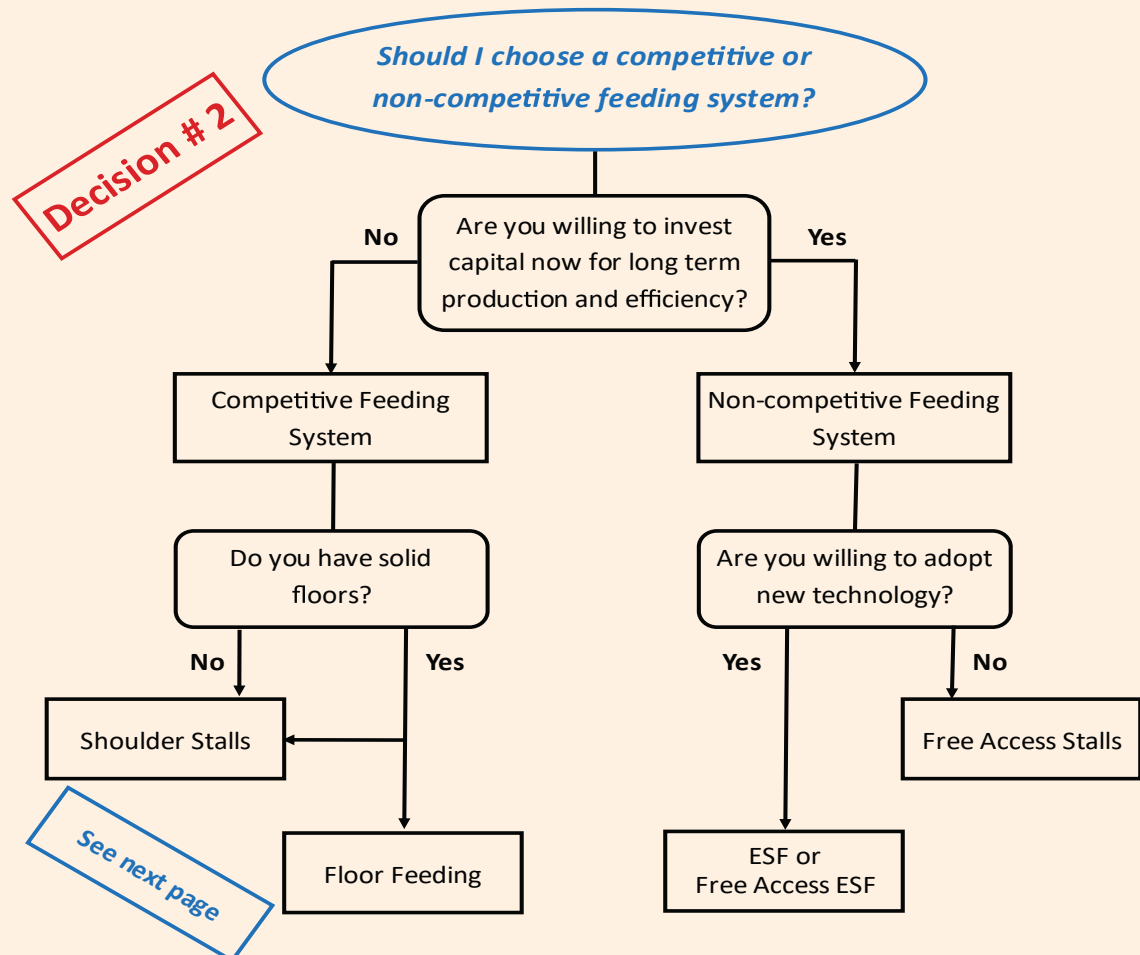 Should I choose a competitive or
non-competitive feeding system?
Decision # 2
Are you willing to invest
capital now for long term
production and efficiency?
No
Yes
Competitive Feeding
System
Non-competitive Feeding
System
Do you have solid
floors?
Are you willing to adopt
new technology?
No
Yes
Yes
No
Shoulder Stalls
Free Access Stalls
See next page
Floor Feeding
ESF or
Free Access ESF